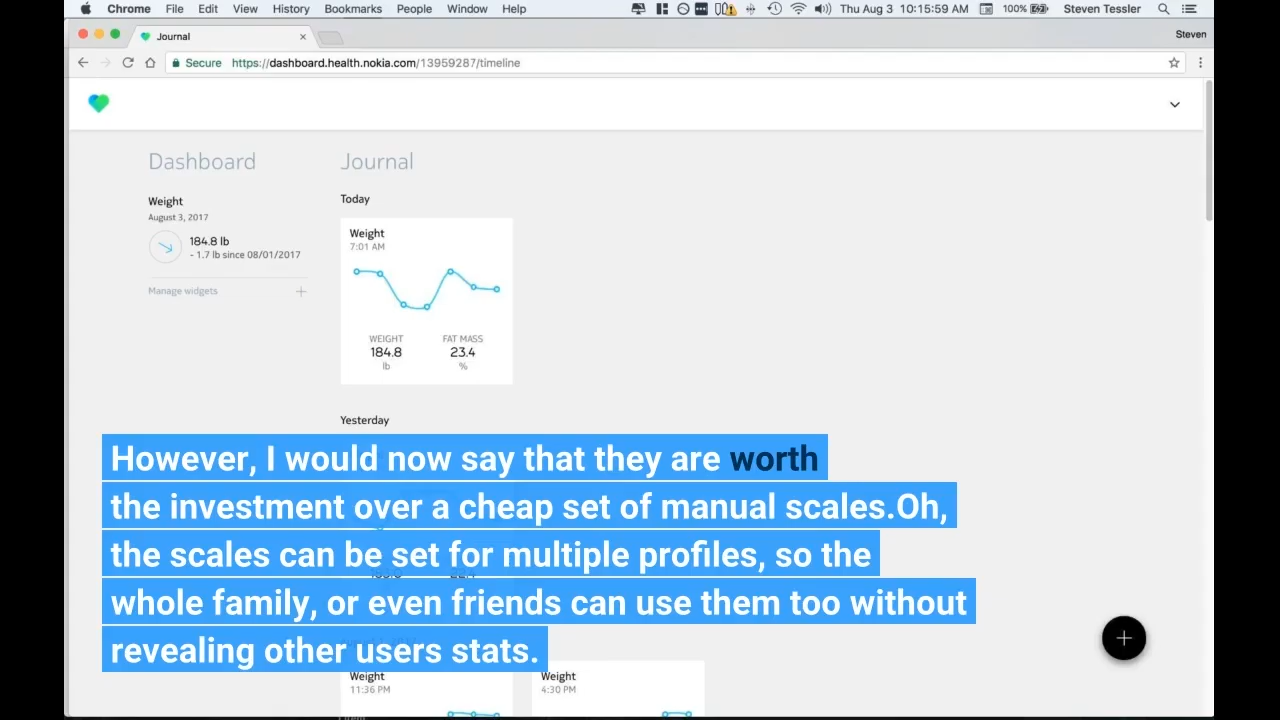 Chrome File Edit View History Bookmarks People Window Help Thu Aug 3 10:15:59 AM 100% Steven Tessler
Journal Steven
Secure https://dashboard.health.nokia.com/13959287/timeline
Dashboard Journal
Weight Today
August 3, 2017
184.8 lb Weight
- 1.7 lb since 08/01/2017 7:01 AM
Manage widgets
WEIGHT FAT MASS
184.8 23.4
lb %
Yesterday
However, I would now say that they are worth
the investment over a cheap set of manual scales.Oh,
the scales can be set for multiple profiles, so the
whole family, or even friends can use them too without
revealing other users stats.
Weight Weight
11:36 PM 4:30 PM